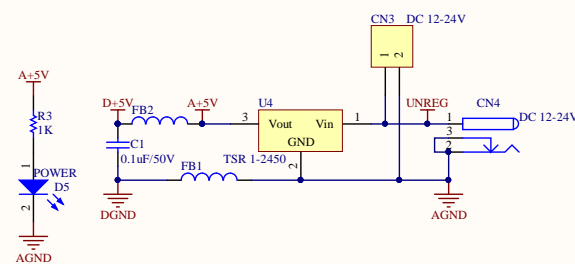 CN3 DC 12-24V
1 2
A+5V
R3
1K
1
POWER
D5
2
AGND
D+5V
FB2
A+5V
C1
0.1uF/50V
FB1
DGND
U4
3
Vout Vin
GND
1
2
TSR 1-2450
UNREG
CN4
DC 12-24V
1
3
2
AGND